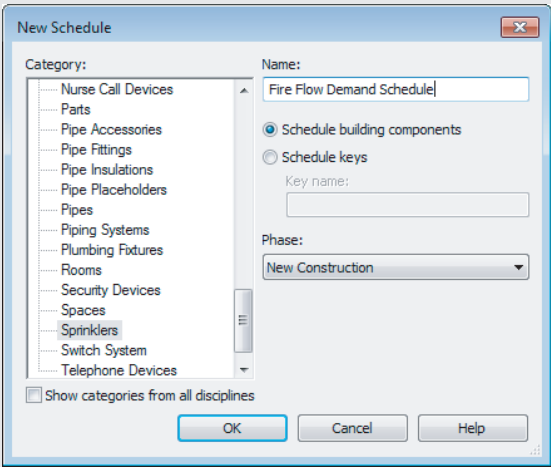 New Schedule
Category:
Nurse Call Devices
Parts
Pipe Accessories
Pipe Fittings
Pipe Insulations
Pipe Placeholders
Pipes
Piping Systems
Plumbing Fixtures
Rooms
Security Devices
Spaces
Sprinklers
Switch System
Telephone Devices
Show categories from all disciplines
Name:
Fire Flow Demand Schedule
Schedule building components
Schedule keys
Key name:
Phase:
New Construction
OK
Cancel
Help